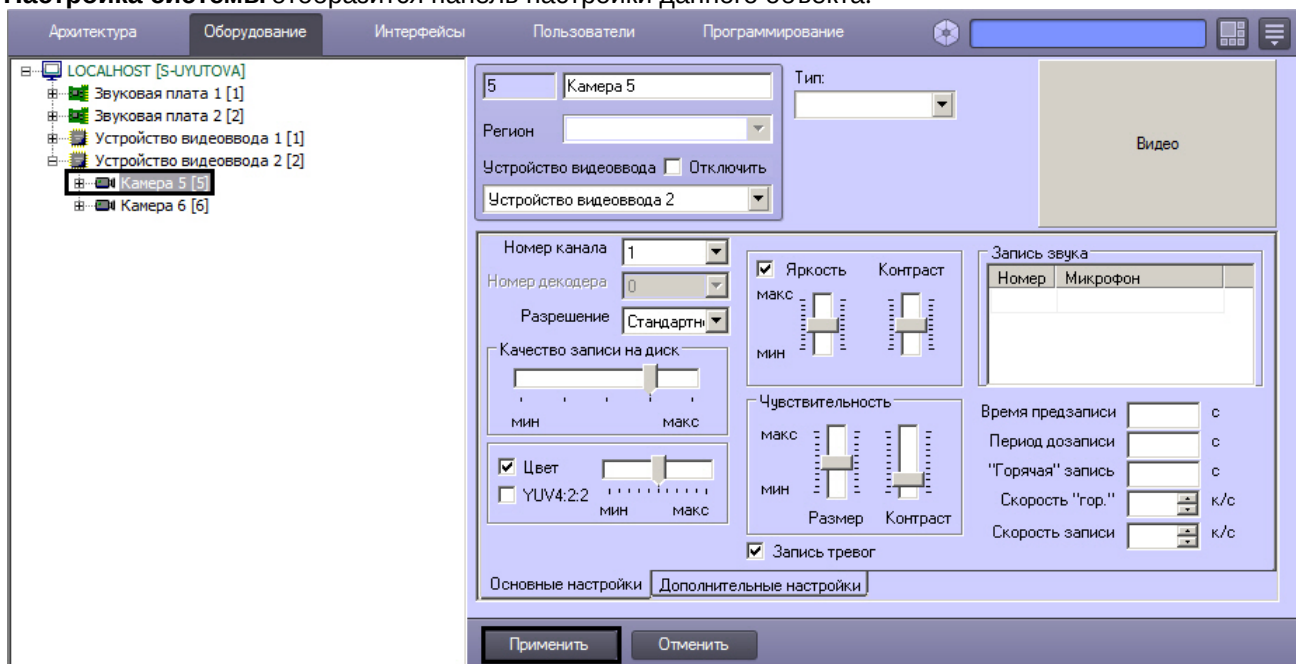 Настройка системы отобразится панель настройки данного объекта.
Архитектура Оборудование Интерфейсы Пользователи Программирование
LOCALHOST [S-UYUTOVA]
Звуковая плата 1 [1]
Звуковая плата 2 [2]
Устройство видеоввода 1 [1]
Устройство видеоввода 2 [2]
Камера 5 [5]
Камера 6 [6]
5 Камера 5
Тип:
Регион
Устройство видеоввода Отключить
Устройство видеоввода 2
Видео
Номер канала 1
Номер декодера 0
Разрешение Стандартн
Качество записи на диск
мин макс
Цвет
YUV4:2:2
мин макс
Яркость Контраст
макс
мин
Чувствительность
макс
мин
Размер Контраст
Запись тревог
Запись звука
Номер Микрофон
Время предзаписи с
Период дозаписи с
"Горячая" запись с
Скорость "гор." к/с
Скорость записи к/с
Основные настройки Дополнительные настройки
Применить Отменить